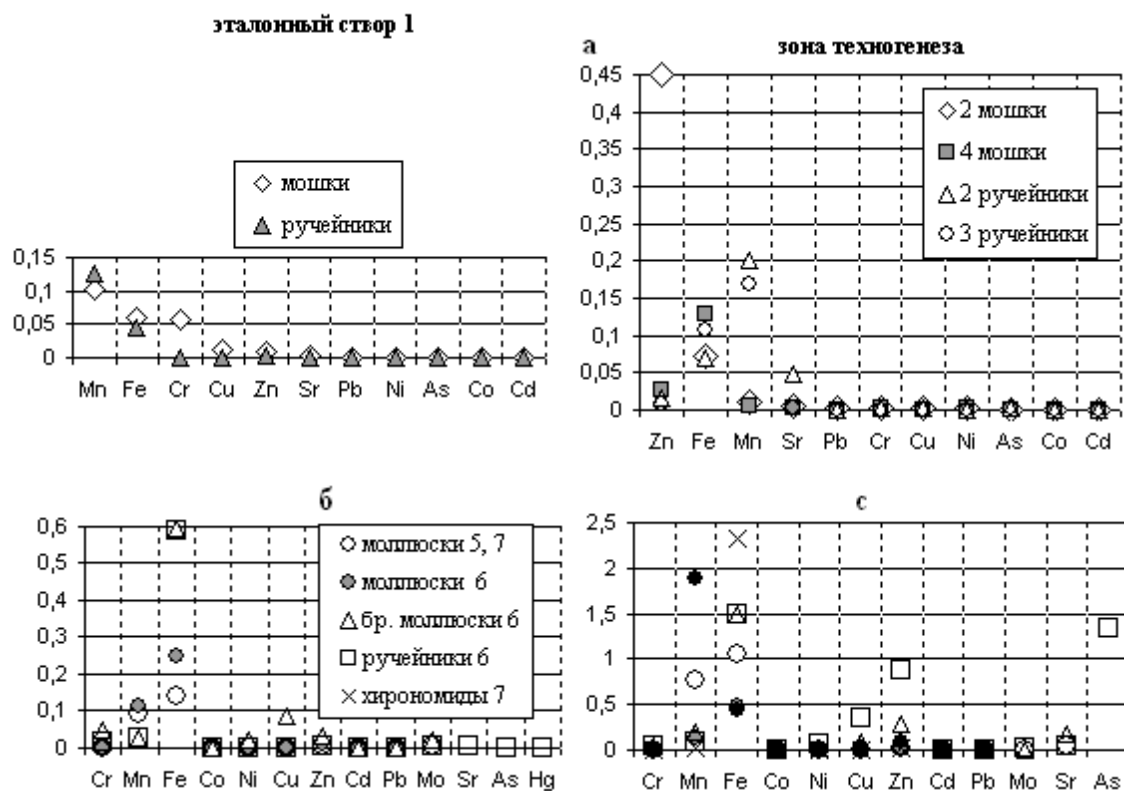 эталонный створ 1
мошки
ручейники
0,15
0,1
0,05
0
Mn Fe Cr Cu Zn Sr Pb Ni As Co Cd
а
зона техногенеза
0,45
0,4
0,35
0,3
0,25
0,2
0,15
0,1
0,05
0
2 мошки
4 мошки
2 ручейники
3 ручейники
Zn Fe Mn Sr Pb Cr Cu Ni As Co Cd
б
0,6
0,5
0,4
0,3
0,2
0,1
0
моллюски 5, 7
моллюски 6
бр. моллюски 6
ручейники 6
хирономиды 7
Cr Mn Fe Co Ni Cu Zn Cd Pb Mo Sr As Hg
с
2,5
2
1,5
1
0,5
0
Cr Mn Fe Co Ni Cu Zn Cd Pb Mo Sr As